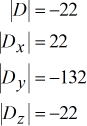 |D| = −22
|Dx| = 22
|Dy| = −132
|Dz| = −22